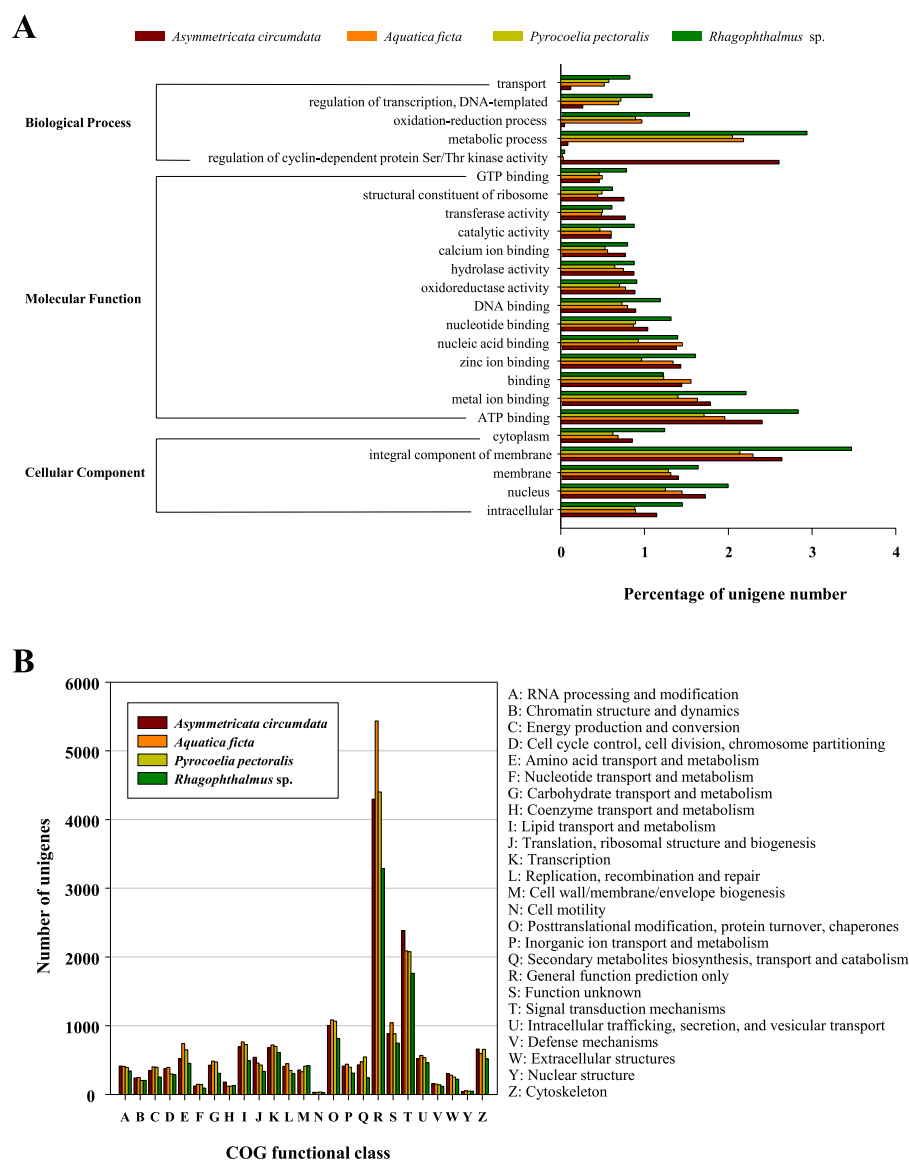 A
Asymmetricata circumdata
Aquatica ficta
Pyrocoelia pectoralis
Rhagophthalmus sp.
Biological Process
transport
regulation of transcription, DNA-templated
oxidation-reduction process
metabolic process
regulation of cyclin-dependent protein Ser/Thr kinase activity
Molecular Function
GTP binding
structural constituent of ribosome
transferase activity
catalytic activity
calcium ion binding
hydrolase activity
oxidoreductase activity
DNA binding
nucleotide binding
nucleic acid binding
zinc ion binding
binding
metal ion binding
ATP binding
Cellular Component
cytoplasm
integral component of membrane
membrane
nucleus
intracellular
0 1 2 3 4
Percentage of unigene number
B
Number of unigenes
6000
5000
4000
3000
2000
1000
0
Asymmetricata circumdata
Aquatica ficta
Pyrocoelia pectoralis
Rhagophthalmus sp.
A B C D E F G H I J K L M N O P Q R S T U V W Y Z
COG functional class
A: RNA processing and modification
B: Chromatin structure and dynamics
C: Energy production and conversion
D: Cell cycle control, cell division, chromosome partitioning
E: Amino acid transport and metabolism
F: Nucleotide transport and metabolism
G: Carbohydrate transport and metabolism
H: Coenzyme transport and metabolism
I: Lipid transport and metabolism
J: Translation, ribosomal structure and biogenesis
K: Transcription
L: Replication, recombination and repair
M: Cell wall/membrane/envelope biogenesis
N: Cell motility
O: Posttranslational modification, protein turnover, chaperones
P: Inorganic ion transport and metabolism
Q: Secondary metabolites biosynthesis, transport and catabolism
R: General function prediction only
S: Function unknown
T: Signal transduction mechanisms
U: Intracellular trafficking, secretion, and vesicular transport
V: Defense mechanisms
W: Extracellular structures
Y: Nuclear structure
Z: Cytoskeleton